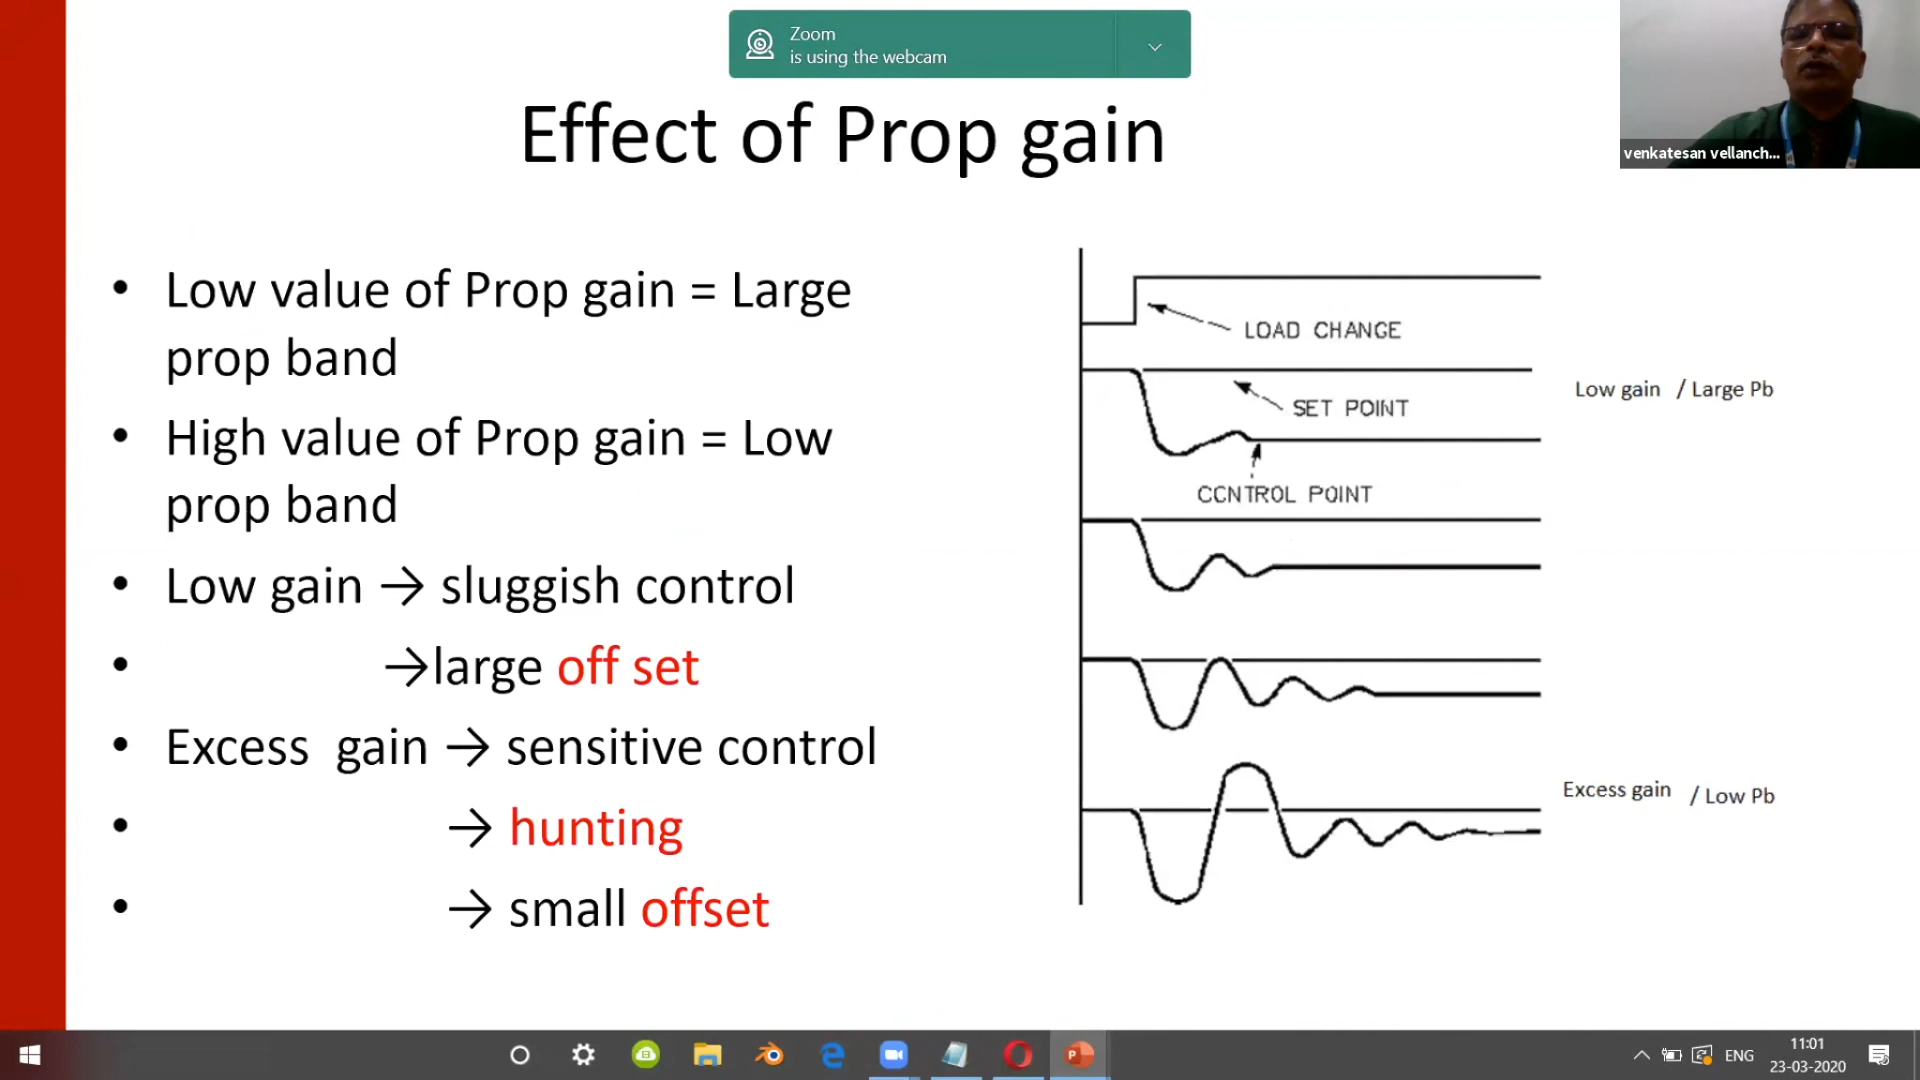 Zoom
is using the webcam
venkatesan vellanch...
Effect of Prop gain
• Low value of Prop gain = Large
prop band
• High value of Prop gain = Low
prop band
• Low gain → sluggish control
• →large off set
• Excess gain → sensitive control
• → hunting
• → small offset
LOAD CHANGE
SET POINT
CONTROL POINT
Low gain / Large Pb
Excess gain / Low Pb
ENG
11:01
23-03-2020